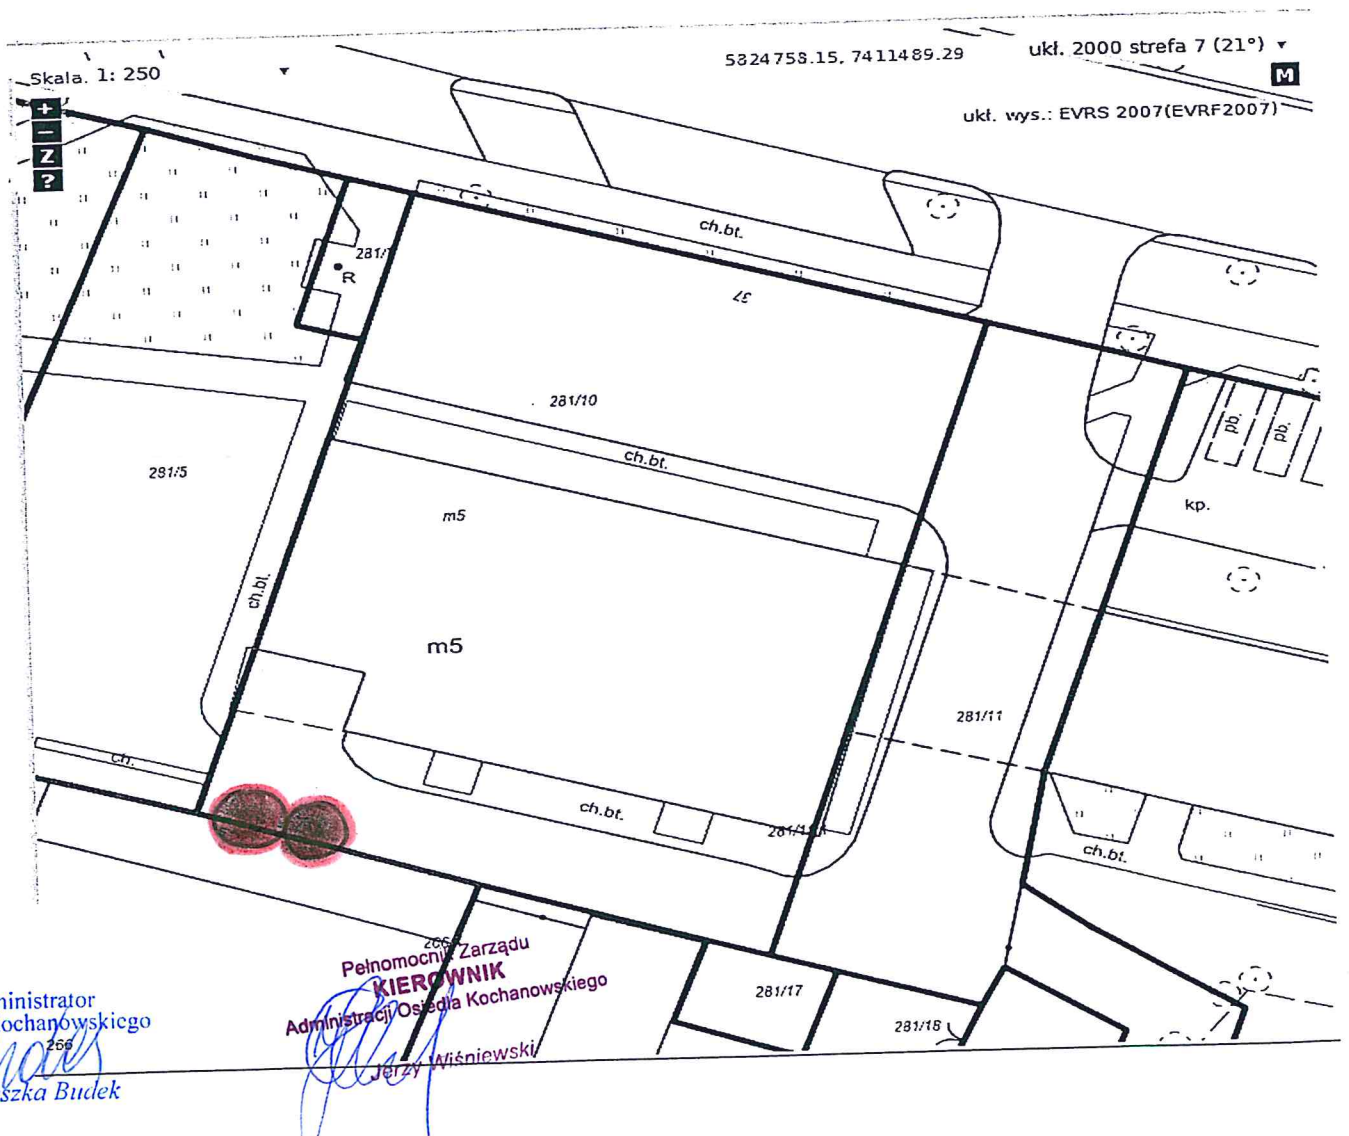 Skala. 1: 250
5824758.15, 7411489.29
ukł. 2000 strefa 7 (21°)
M
ukł. wys.: EVRS 2007(EVRF2007)
+
−
Z
?
ch.bt.
281/
R
37
281/10
pb.
pb.
ch.bt.
281/5
m5
kp.
ch.bt.
m5
281/11
ch.
ch.bt.
281/1
ch.bt.
266
Pełnomocnik Zarządu
KIEROWNIK
Administracji Osiedla Kochanowskiego
Jerzy Wiśniewski
281/17
281/18
ministrator
ochanowskiego
266
szka Budek